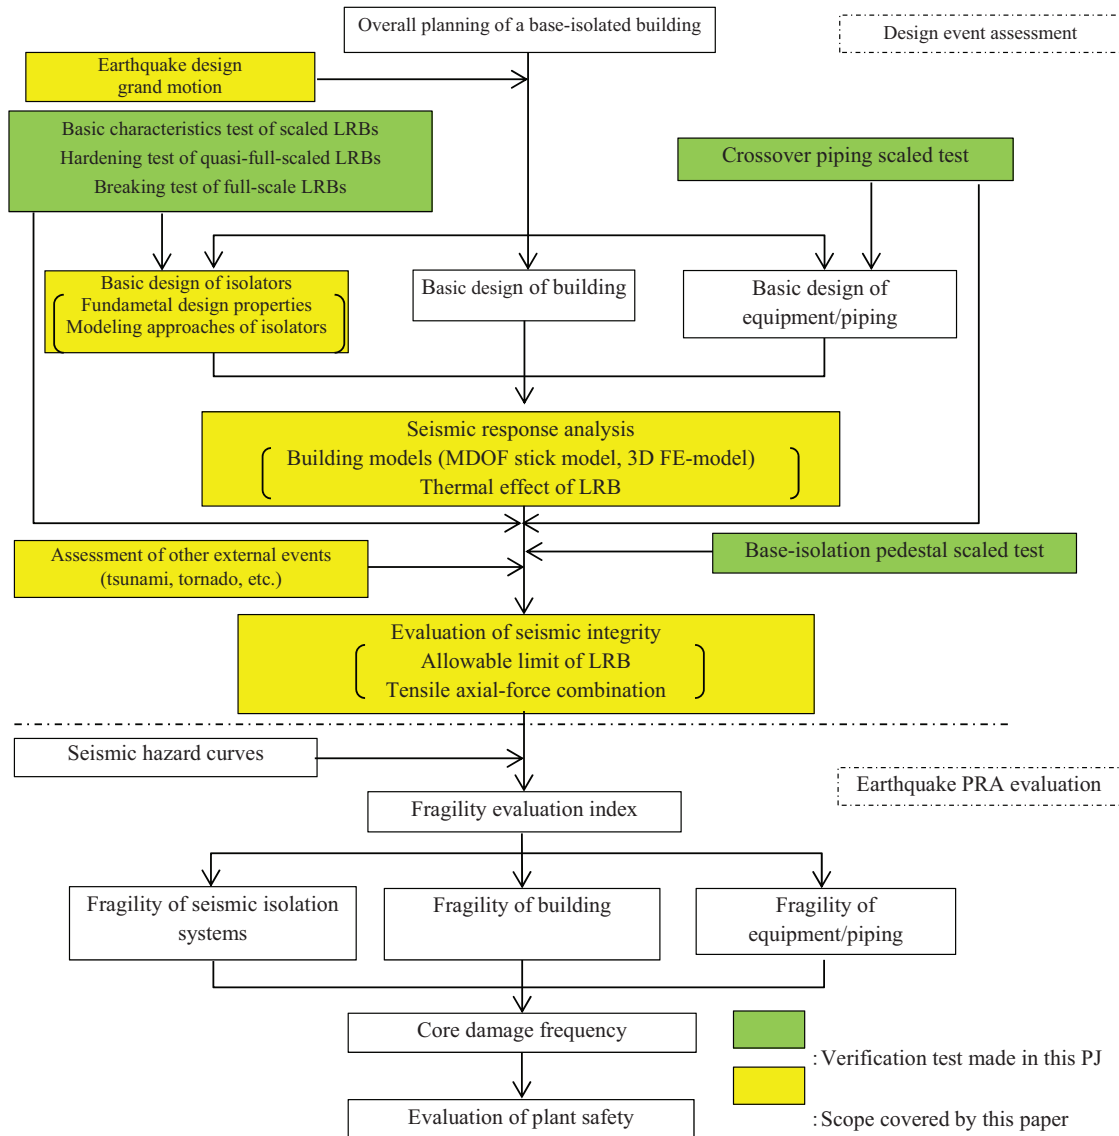 Overall planning of a base-isolated building
Design event assessment
Earthquake design
grand motion
Basic characteristics test of scaled LRBs
Hardening test of quasi-full-scaled LRBs
Breaking test of full-scale LRBs
Crossover piping scaled test
Basic design of isolators
Fundametal design properties
Modeling approaches of isolators
Basic design of building
Basic design of
equipment/piping
Seismic response analysis
Building models (MDOF stick model, 3D FE-model)
Thermal effect of LRB
Assessment of other external events
(tsunami, tornado, etc.)
Base-isolation pedestal scaled test
Evaluation of seismic integrity
Allowable limit of LRB
Tensile axial-force combination
Seismic hazard curves
Earthquake PRA evaluation
Fragility evaluation index
Fragility of seismic isolation
systems
Fragility of building
Fragility of
equipment/piping
Core damage frequency
: Verification test made in this PJ
Evaluation of plant safety
: Scope covered by this paper